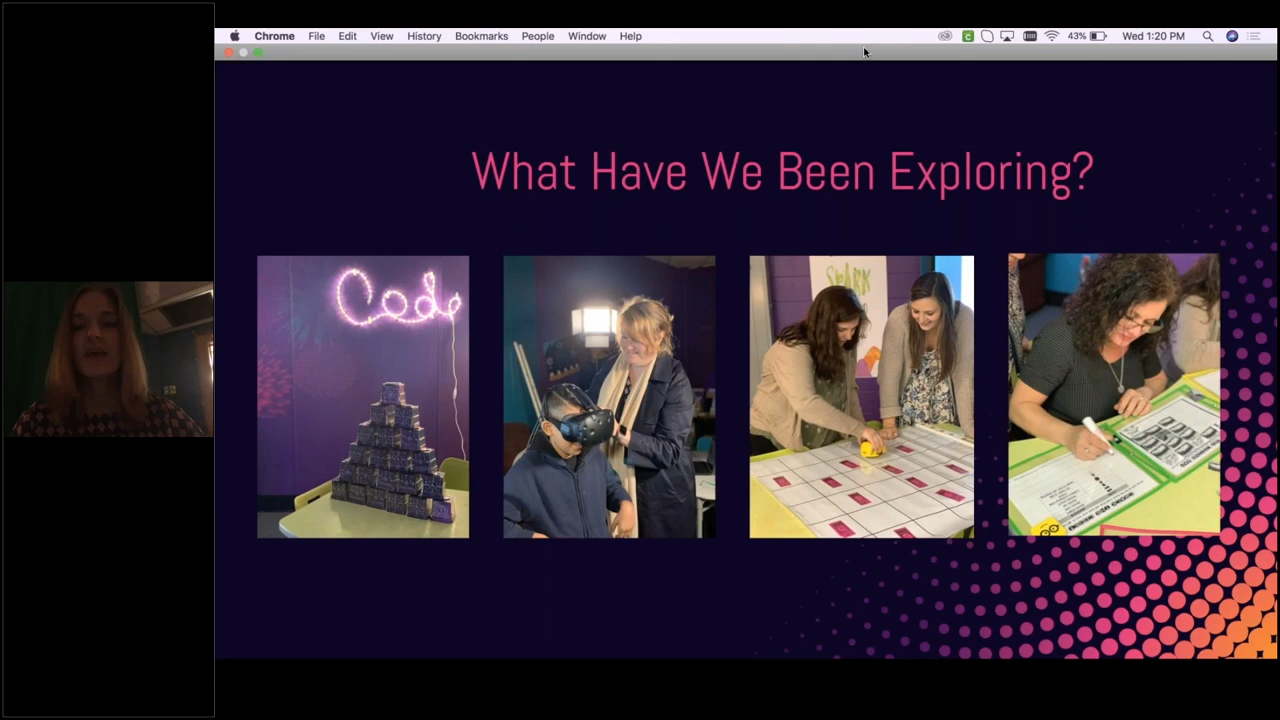 Chrome File Edit View History Bookmarks People Window Help 43% Wed 1:20 PM
What Have We Been Exploring?
Code
SPARK